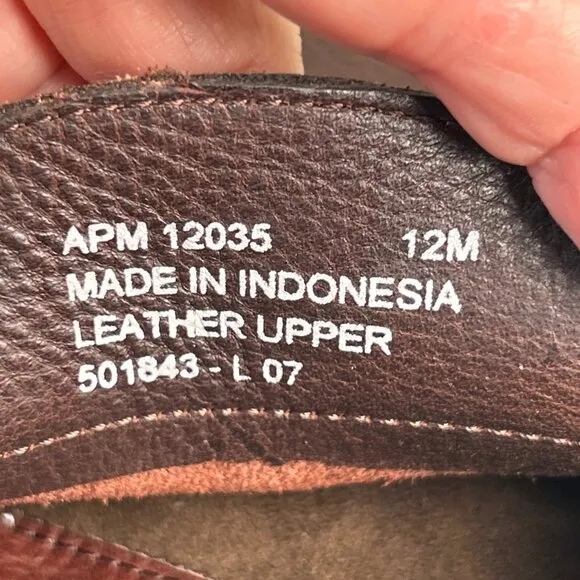 APM 12035 12M
MADE IN INDONESIA
LEATHER UPPER
501843 - L 07